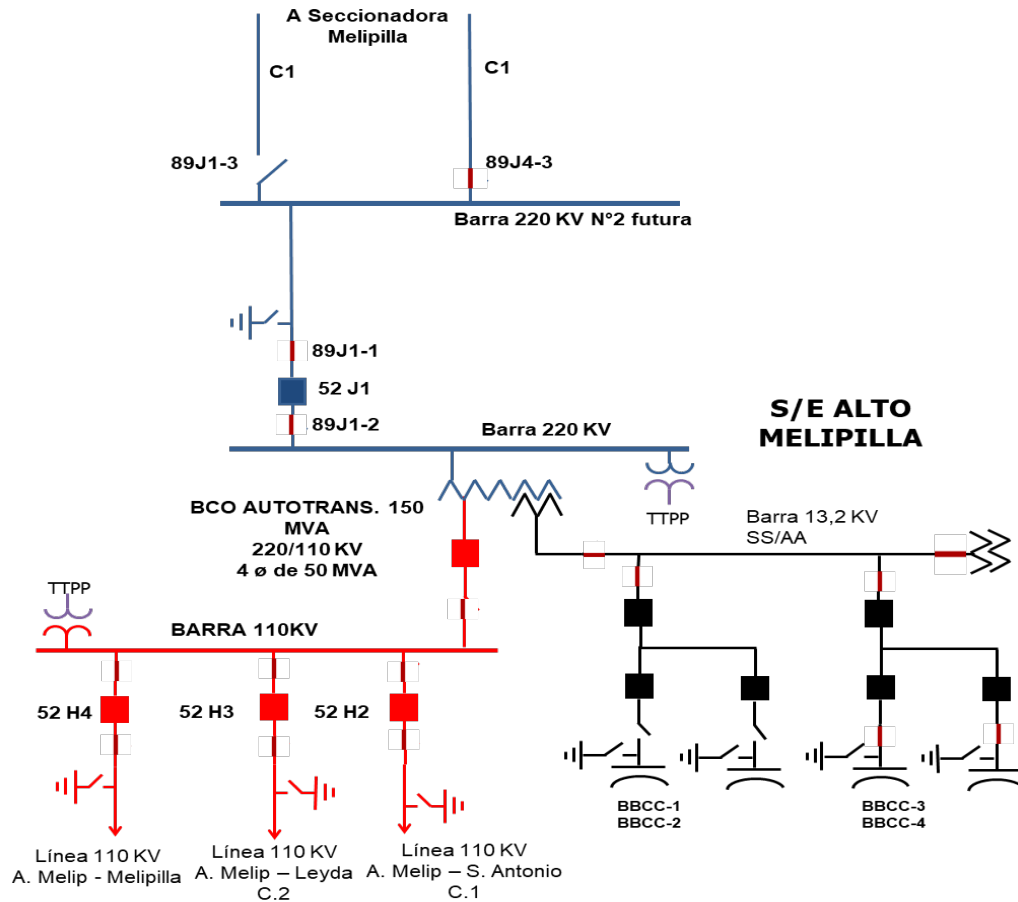 A Seccionadora
Melipilla
C1
C1
89J1-3
89J4-3
Barra 220 KV N°2 futura
89J1-1
52 J1
89J1-2
Barra 220 KV
S/E ALTO
MELIPILLA
BCO AUTOTRANS. 150
MVA
220/110 KV
4 ø de 50 MVA
TTPP
Barra 13,2 KV
SS/AA
TTPP
BARRA 110KV
52 H4
52 H3
52 H2
BBCC-1
BBCC-2
BBCC-3
BBCC-4
Línea 110 KV
A. Melip - Melipilla
Línea 110 KV
A. Melip – Leyda
C.2
Línea 110 KV
A. Melip – S. Antonio
C.1